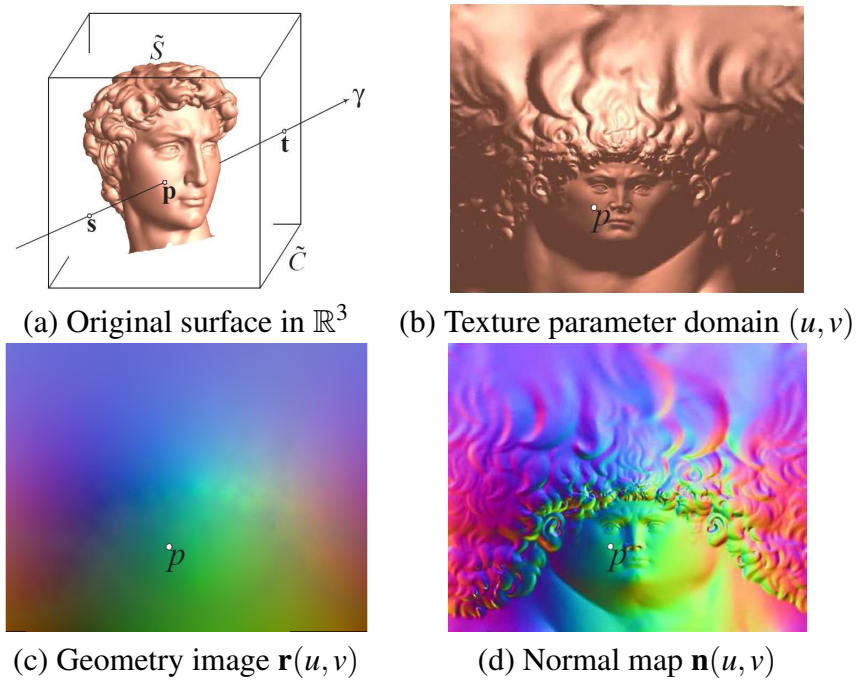 S̃
γ
t
p
s
C̃
p
(a) Original surface in ℝ³
(b) Texture parameter domain (u, v)
p
p
(c) Geometry image r(u, v)
(d) Normal map n(u, v)